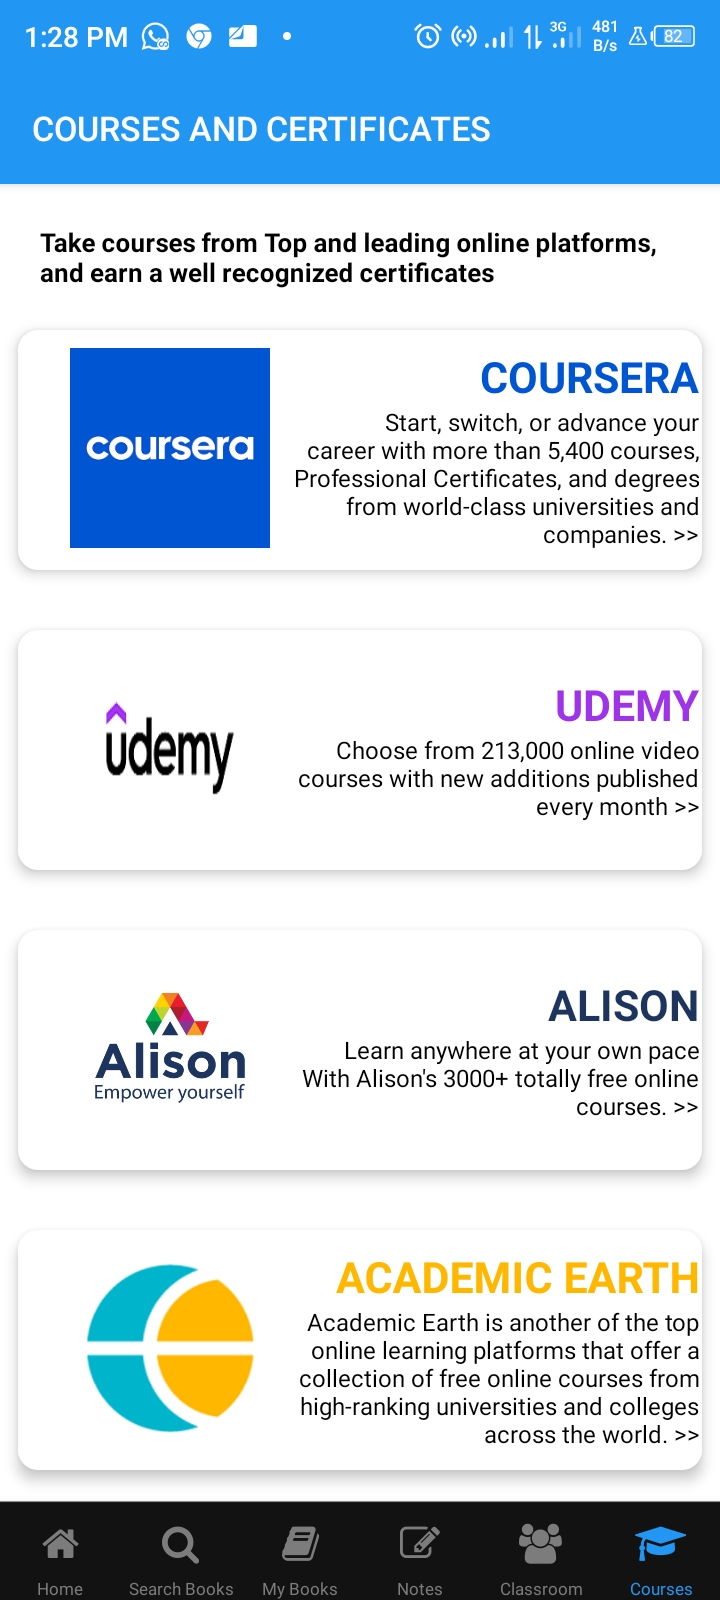 1:28 PM
3G 481 B/s 82
COURSES AND CERTIFICATES
Take courses from Top and leading online platforms,
and earn a well recognized certificates
coursera
COURSERA
Start, switch, or advance your
career with more than 5,400 courses,
Professional Certificates, and degrees
from world-class universities and
companies. >>
udemy
UDEMY
Choose from 213,000 online video
courses with new additions published
every month >>
Alison
Empower yourself
ALISON
Learn anywhere at your own pace
With Alison's 3000+ totally free online
courses. >>
ACADEMIC EARTH
Academic Earth is another of the top
online learning platforms that offer a
collection of free online courses from
high-ranking universities and colleges
across the world. >>
Home Search Books My Books Notes Classroom Courses